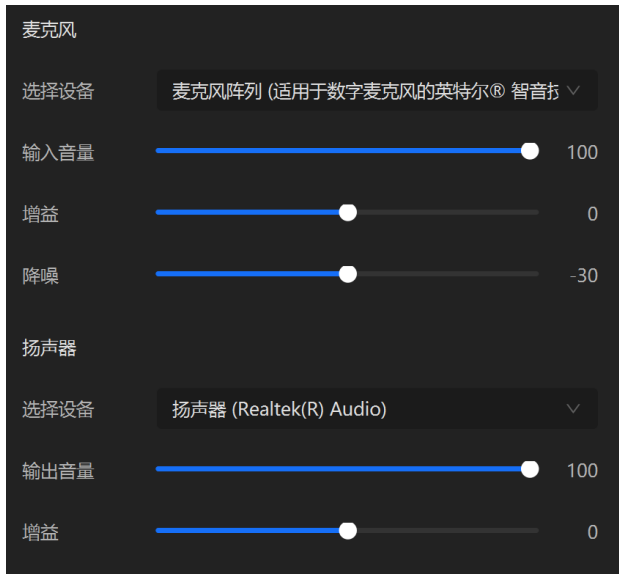 麦克风
选择设备 麦克风阵列 (适用于数字麦克风的英特尔® 智音技
输入音量 100
增益 0
降噪 -30
扬声器
选择设备 扬声器 (Realtek(R) Audio)
输出音量 100
增益 0